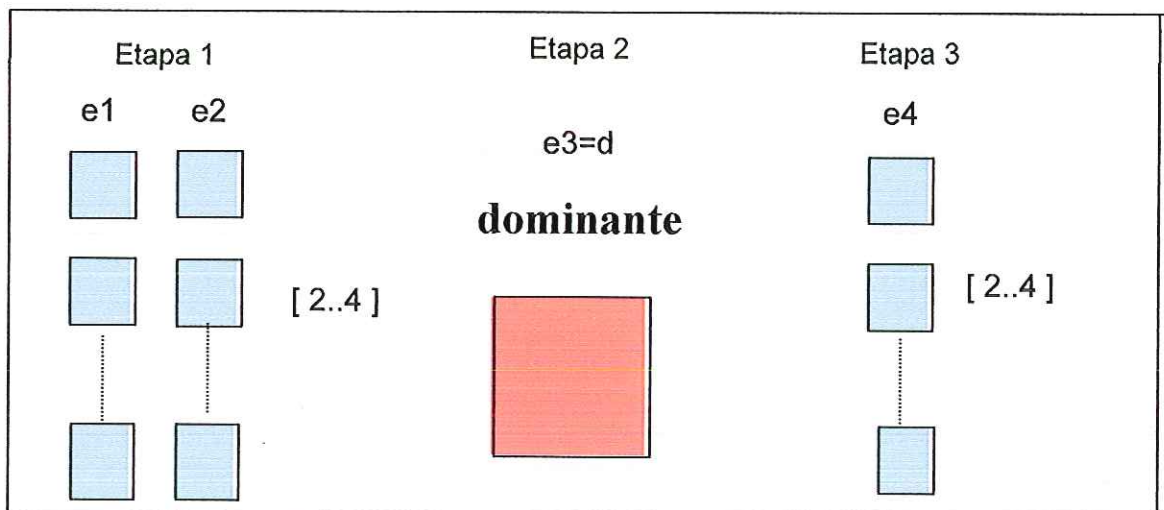 Etapa 1
Etapa 2
Etapa 3
e1
e2
e3=d
e4
dominante
[ 2..4 ]
[ 2..4 ]